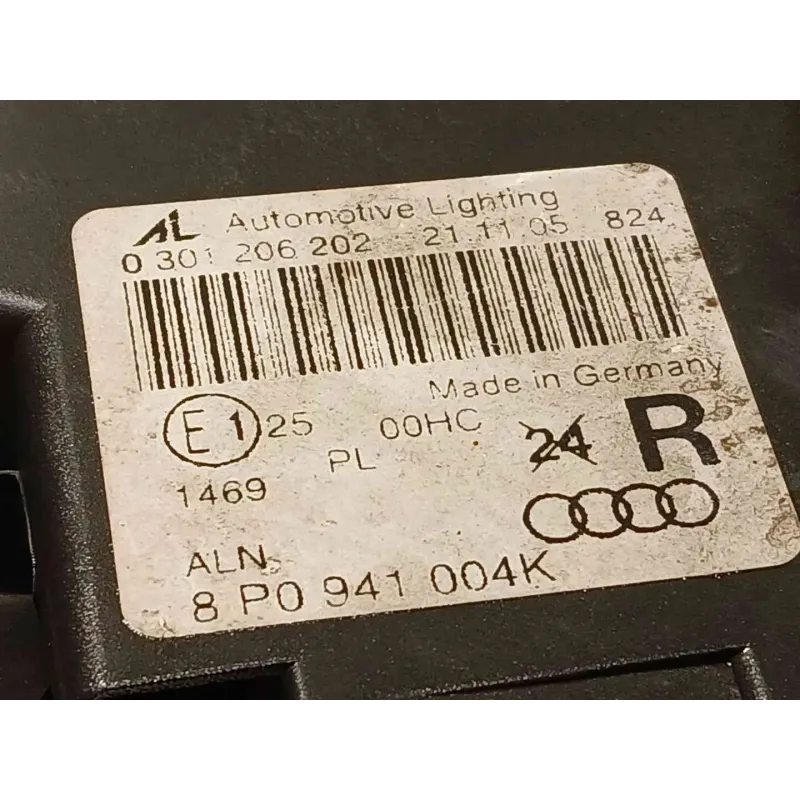 AL Automotive Lighting
0 301 206 202 21 11 05 824
Made in Germany
E1 25 00HC 24 R
PL
1469
ALN
8 P0 941 004K